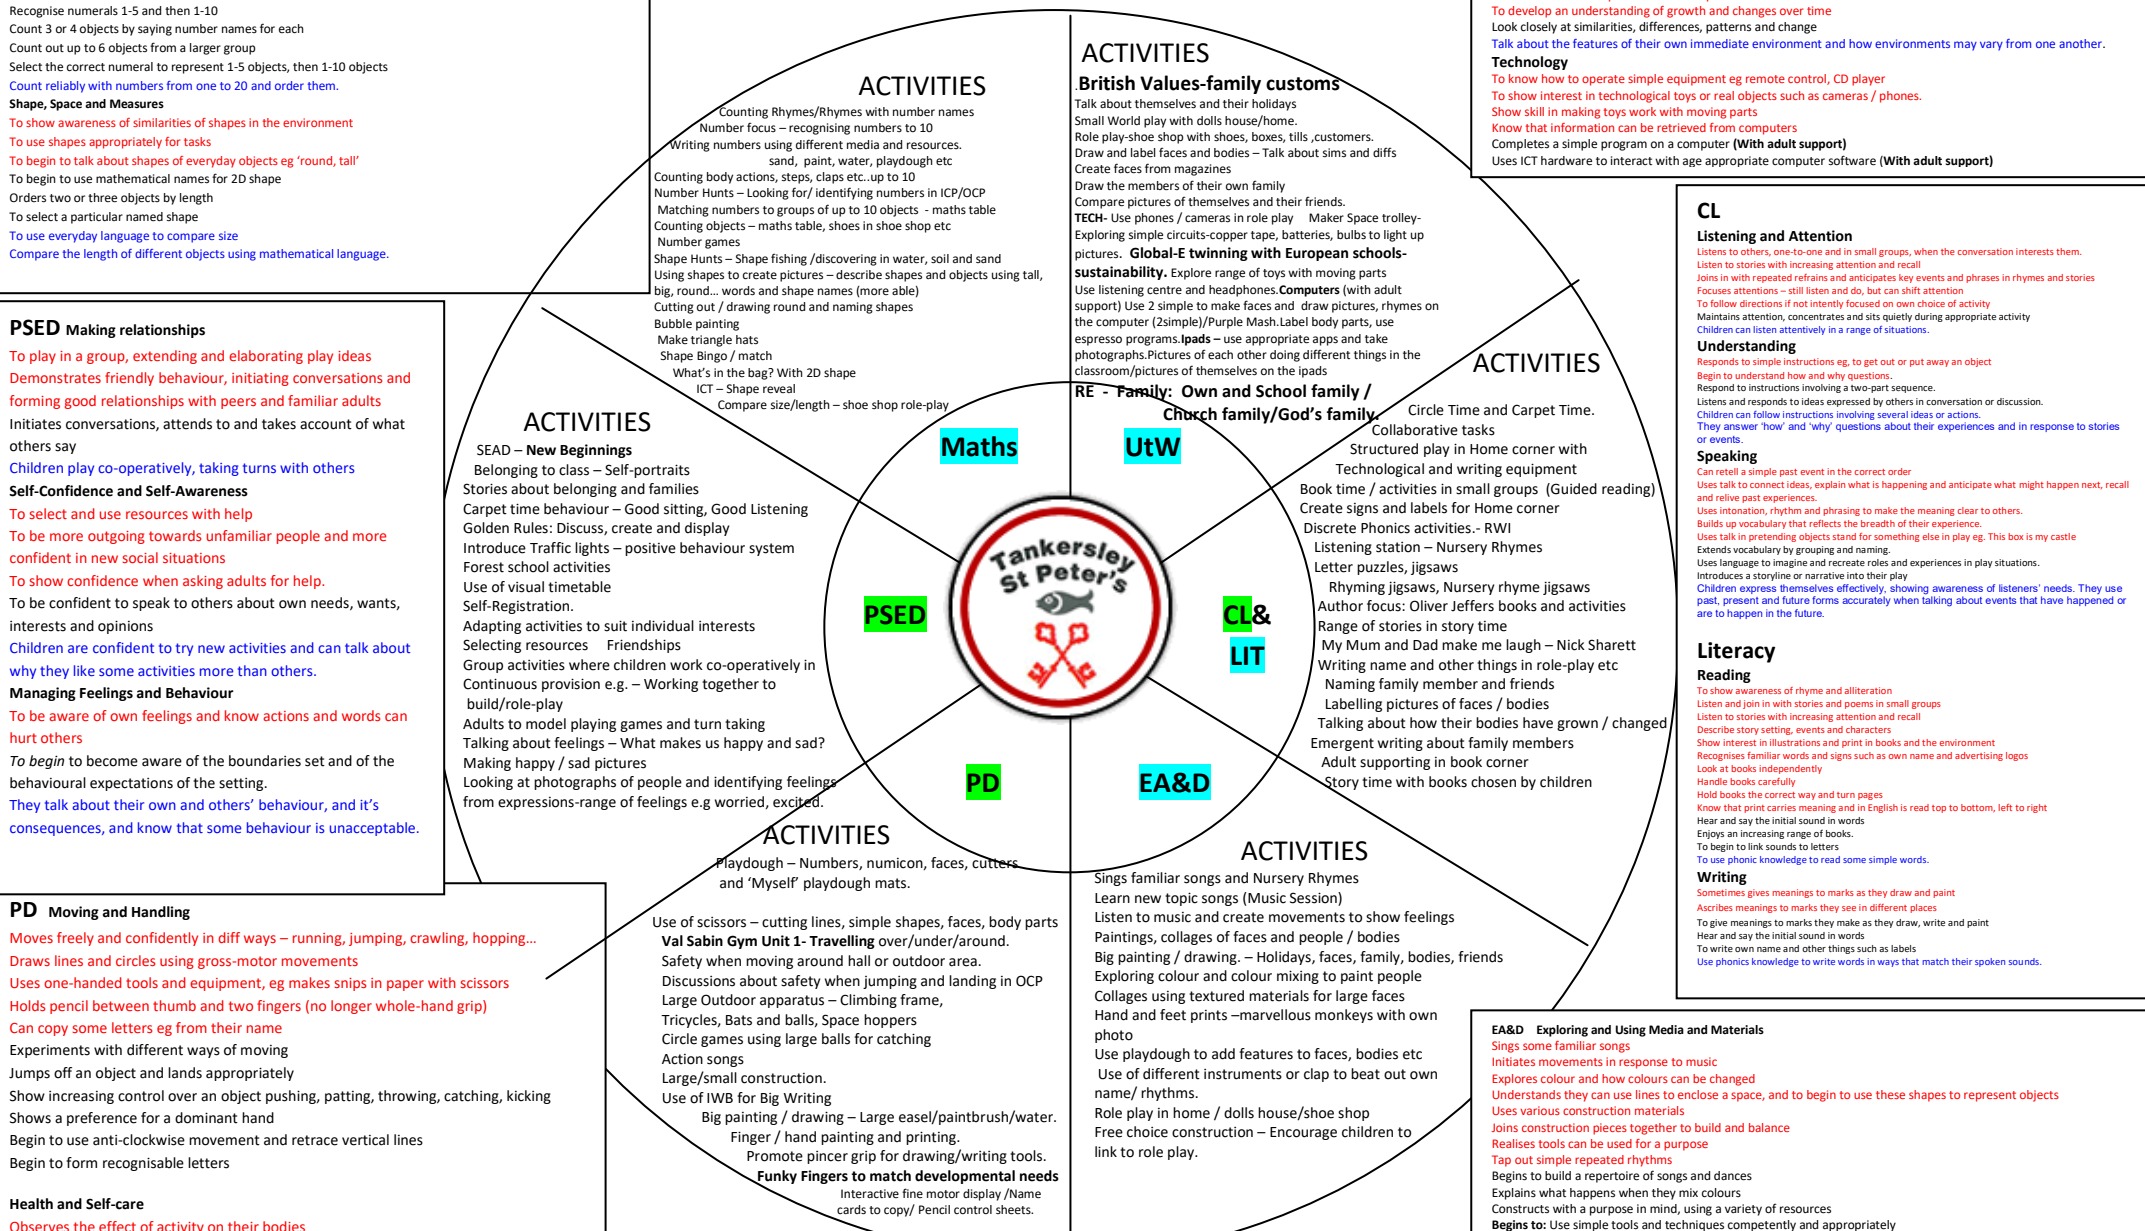 Recognise numerals 1-5 and then 1-10
Count 3 or 4 objects by saying number names for each
Count out up to 6 objects from a larger group
Select the correct numeral to represent 1-5 objects, then 1-10 objects
Count reliably with numbers from one to 20 and order them.
Shape, Space and Measures
To show awareness of similarities of shapes in the environment
To use shapes appropriately for tasks
To begin to talk about shapes of everyday objects eg ‘round, tall’
To begin to use mathematical names for 2D shape
Orders two or three objects by length
To select a particular named shape
To use everyday language to compare size
Compare the length of different objects using mathematical language.
PSED Making relationships
To play in a group, extending and elaborating play ideas
Demonstrates friendly behaviour, initiating conversations and
forming good relationships with peers and familiar adults
Initiates conversations, attends to and takes account of what
others say
Children play co-operatively, taking turns with others
Self-Confidence and Self-Awareness
To select and use resources with help
To be more outgoing towards unfamiliar people and more
confident in new social situations
To show confidence when asking adults for help.
To be confident to speak to others about own needs, wants,
interests and opinions
Children are confident to try new activities and can talk about
why they like some activities more than others.
Managing Feelings and Behaviour
To be aware of own feelings and know actions and words can
hurt others
To begin to become aware of the boundaries set and of the
behavioural expectations of the setting.
They talk about their own and others’ behaviour, and it’s
consequences, and know that some behaviour is unacceptable.
PD Moving and Handling
Moves freely and confidently in diff ways – running, jumping, crawling, hopping…
Draws lines and circles using gross-motor movements
Uses one-handed tools and equipment, eg makes snips in paper with scissors
Holds pencil between thumb and two fingers (no longer whole-hand grip)
Can copy some letters eg from their name
Experiments with different ways of moving
Jumps off an object and lands appropriately
Show increasing control over an object pushing, patting, throwing, catching, kicking
Shows a preference for a dominant hand
Begin to use anti-clockwise movement and retrace vertical lines
Begin to form recognisable letters
Health and Self-care
Observes the effect of activity on their bodies
ACTIVITIES
Counting Rhymes/Rhymes with number names
Number focus – recognising numbers to 10
Writing numbers using different media and resources.
sand, paint, water, playdough etc
Counting body actions, steps, claps etc..up to 10
Number Hunts – Looking for/ identifying numbers in ICP/OCP
Matching numbers to groups of up to 10 objects - maths table
Counting objects – maths table, shoes in shoe shop etc
Number games
Shape Hunts – Shape fishing /discovering in water, soil and sand
Using shapes to create pictures – describe shapes and objects using tall,
big, round… words and shape names (more able)
Cutting out / drawing round and naming shapes
Bubble painting
Make triangle hats
Shape Bingo / match
What’s in the bag? With 2D shape
ICT – Shape reveal
Compare size/length – shoe shop role-play
ACTIVITIES
.British Values-family customs
Talk about themselves and their holidays
Small World play with dolls house/home.
Role play-shoe shop with shoes, boxes, tills ,customers.
Draw and label faces and bodies – Talk about sims and diffs
Create faces from magazines
Draw the members of their own family
Compare pictures of themselves and their friends.
TECH- Use phones / cameras in role play Maker Space trolley-
Exploring simple circuits-copper tape, batteries, bulbs to light up
pictures. Global-E twinning with European schools-
sustainability. Explore range of toys with moving parts
Use listening centre and headphones.Computers (with adult
support) Use 2 simple to make faces and draw pictures, rhymes on
the computer (2simple)/Purple Mash.Label body parts, use
espresso programs.Ipads – use appropriate apps and take
photographs.Pictures of each other doing different things in the
classroom/pictures of themselves on the ipads
RE - Family: Own and School family /
Church family/God’s family.
ACTIVITIES
SEAD – New Beginnings
Belonging to class – Self-portraits
Stories about belonging and families
Carpet time behaviour – Good sitting, Good Listening
Golden Rules: Discuss, create and display
Introduce Traffic lights – positive behaviour system
Forest school activities
Use of visual timetable
Self-Registration.
Adapting activities to suit individual interests
Selecting resources Friendships
Group activities where children work co-operatively in
Continuous provision e.g. – Working together to
build/role-play
Adults to model playing games and turn taking
Talking about feelings – What makes us happy and sad?
Making happy / sad pictures
Looking at photographs of people and identifying feelings
from expressions-range of feelings e.g worried, excited.
Maths
UtW
PSED
Tankersley
St Peter's
CL&
LIT
PD
EA&D
ACTIVITIES
Circle Time and Carpet Time.
Collaborative tasks
Structured play in Home corner with
Technological and writing equipment
Book time / activities in small groups (Guided reading)
Create signs and labels for Home corner
Discrete Phonics activities.- RWI
Listening station – Nursery Rhymes
Letter puzzles, jigsaws
Rhyming jigsaws, Nursery rhyme jigsaws
Author focus: Oliver Jeffers books and activities
Range of stories in story time
My Mum and Dad make me laugh – Nick Sharett
Writing name and other things in role-play etc
Naming family member and friends
Labelling pictures of faces / bodies
Talking about how their bodies have grown / changed
Emergent writing about family members
Adult supporting in book corner
Story time with books chosen by children
ACTIVITIES
Playdough – Numbers, numicon, faces, cutters
and ‘Myself’ playdough mats.
Use of scissors – cutting lines, simple shapes, faces, body parts
Val Sabin Gym Unit 1- Travelling over/under/around.
Safety when moving around hall or outdoor area.
Discussions about safety when jumping and landing in OCP
Large Outdoor apparatus – Climbing frame,
Tricycles, Bats and balls, Space hoppers
Circle games using large balls for catching
Action songs
Large/small construction.
Use of IWB for Big Writing
Big painting / drawing – Large easel/paintbrush/water.
Finger / hand painting and printing.
Promote pincer grip for drawing/writing tools.
Funky Fingers to match developmental needs
Interactive fine motor display /Name
cards to copy/ Pencil control sheets.
ACTIVITIES
Sings familiar songs and Nursery Rhymes
Learn new topic songs (Music Session)
Listen to music and create movements to show feelings
Paintings, collages of faces and people / bodies
Big painting / drawing. – Holidays, faces, family, bodies, friends
Exploring colour and colour mixing to paint people
Collages using textured materials for large faces
Hand and feet prints –marvellous monkeys with own
photo
Use playdough to add features to faces, bodies etc
Use of different instruments or clap to beat out own
name/ rhythms.
Role play in home / dolls house/shoe shop
Free choice construction – Encourage children to
link to role play.
To develop an understanding of growth and changes over time
Look closely at similarities, differences, patterns and change
Talk about the features of their own immediate environment and how environments may vary from one another.
Technology
To know how to operate simple equipment eg remote control, CD player
To show interest in technological toys or real objects such as cameras / phones.
Show skill in making toys work with moving parts
Know that information can be retrieved from computers
Completes a simple program on a computer (With adult support)
Uses ICT hardware to interact with age appropriate computer software (With adult support)
CL
Listening and Attention
Listens to others, one-to-one and in small groups, when the conversation interests them.
Listen to stories with increasing attention and recall
Joins in with repeated refrains and anticipates key events and phrases in rhymes and stories
Focuses attentions – still listen and do, but can shift attention
To follow directions if not intently focused on own choice of activity
Maintains attention, concentrates and sits quietly during appropriate activity
Children can listen attentively in a range of situations.
Understanding
Responds to simple instructions eg, to get out or put away an object
Begin to understand how and why questions.
Respond to instructions involving a two-part sequence.
Listens and responds to ideas expressed by others in conversation or discussion.
Children can follow instructions involving several ideas or actions.
They answer ‘how’ and ‘why’ questions about their experiences and in response to stories
or events.
Speaking
Can retell a simple past event in the correct order
Uses talk to connect ideas, explain what is happening and anticipate what might happen next, recall
and relive past experiences.
Uses intonation, rhythm and phrasing to make the meaning clear to others.
Builds up vocabulary that reflects the breadth of their experience.
Uses talk in pretending objects stand for something else in play eg. This box is my castle
Extends vocabulary by grouping and naming.
Uses language to imagine and recreate roles and experiences in play situations.
Introduces a storyline or narrative into their play
Children express themselves effectively, showing awareness of listeners’ needs. They use
past, present and future forms accurately when talking about events that have happened or
are to happen in the future.
Literacy
Reading
To show awareness of rhyme and alliteration
Listen and join in with stories and poems in small groups
Listen to stories with increasing attention and recall
Describe story setting, events and characters
Show interest in illustrations and print in books and the environment
Recognises familiar words and signs such as own name and advertising logos
Look at books independently
Handle books carefully
Hold books the correct way and turn pages
Know that print carries meaning and in English is read top to bottom, left to right
Hear and say the initial sound in words
Enjoys an increasing range of books.
To begin to link sounds to letters
To use phonic knowledge to read some simple words.
Writing
Sometimes gives meanings to marks as they draw and paint
Ascribes meanings to marks they see in different places
To give meanings to marks they make as they draw, write and paint
Hear and say the initial sound in words
To write own name and other things such as labels
Use phonics knowledge to write words in ways that match their spoken sounds.
EA&D Exploring and Using Media and Materials
Sings some familiar songs
Initiates movements in response to music
Explores colour and how colours can be changed
Understands they can use lines to enclose a space, and to begin to use these shapes to represent objects
Uses various construction materials
Joins construction pieces together to build and balance
Realises tools can be used for a purpose
Tap out simple repeated rhythms
Begins to build a repertoire of songs and dances
Explains what happens when they mix colours
Constructs with a purpose in mind, using a variety of resources
Begins to: Use simple tools and techniques competently and appropriately